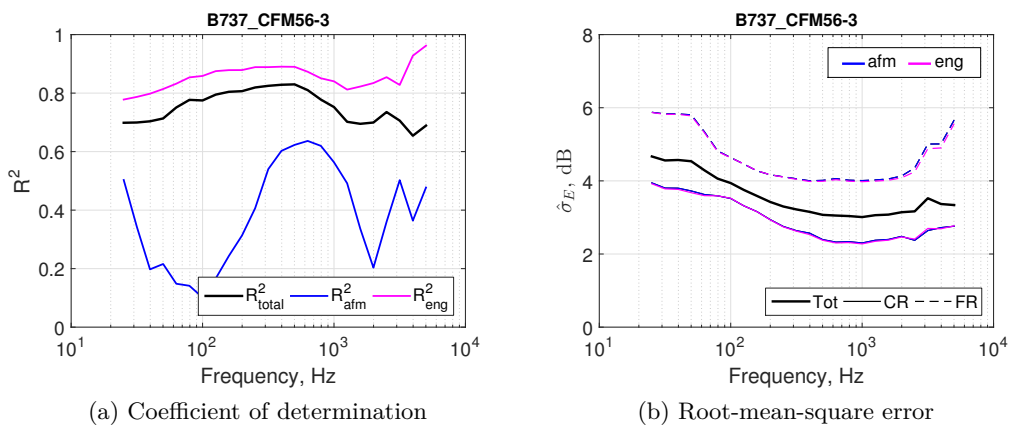 B737_CFM56-3
1
0.8
0.6
0.4
0.2
0
R²
R²total R²afm R²eng
10¹ 10² 10³ 10⁴
Frequency, Hz
(a) Coefficient of determination
B737_CFM56-3
8
6
4
2
0
σ̂_E, dB
afm eng
Tot CR FR
10¹ 10² 10³ 10⁴
Frequency, Hz
(b) Root-mean-square error